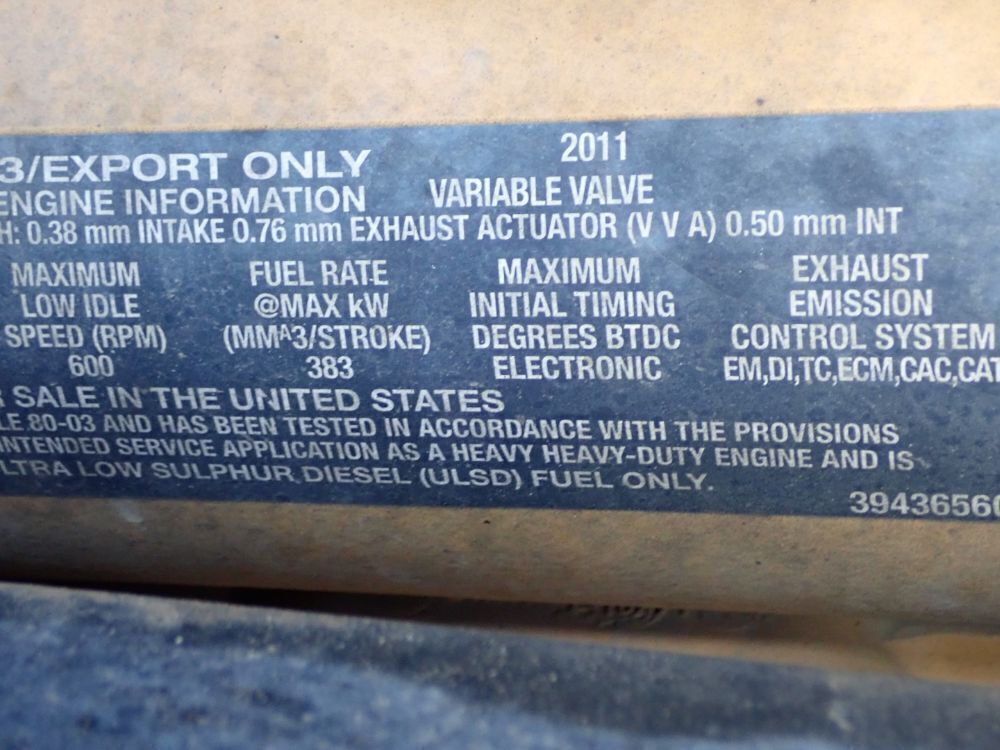 3/EXPORT ONLY
ENGINE INFORMATION
2011
VARIABLE VALVE
H: 0.38 mm INTAKE 0.76 mm EXHAUST ACTUATOR (V V A) 0.50 mm INT
MAXIMUM
LOW IDLE
SPEED (RPM)
600
FUEL RATE
@MAX kW
(MM^3/STROKE)
383
MAXIMUM
INITIAL TIMING
DEGREES BTDC
ELECTRONIC
EXHAUST
EMISSION
CONTROL SYSTEM
EM,DI,TC,ECM,CAC,CAT
R SALE IN THE UNITED STATES
LE 80-03 AND HAS BEEN TESTED IN ACCORDANCE WITH THE PROVISIONS
INTENDED SERVICE APPLICATION AS A HEAVY HEAVY-DUTY ENGINE AND IS
LTRA LOW SULPHUR DIESEL (ULSD) FUEL ONLY.
3943656